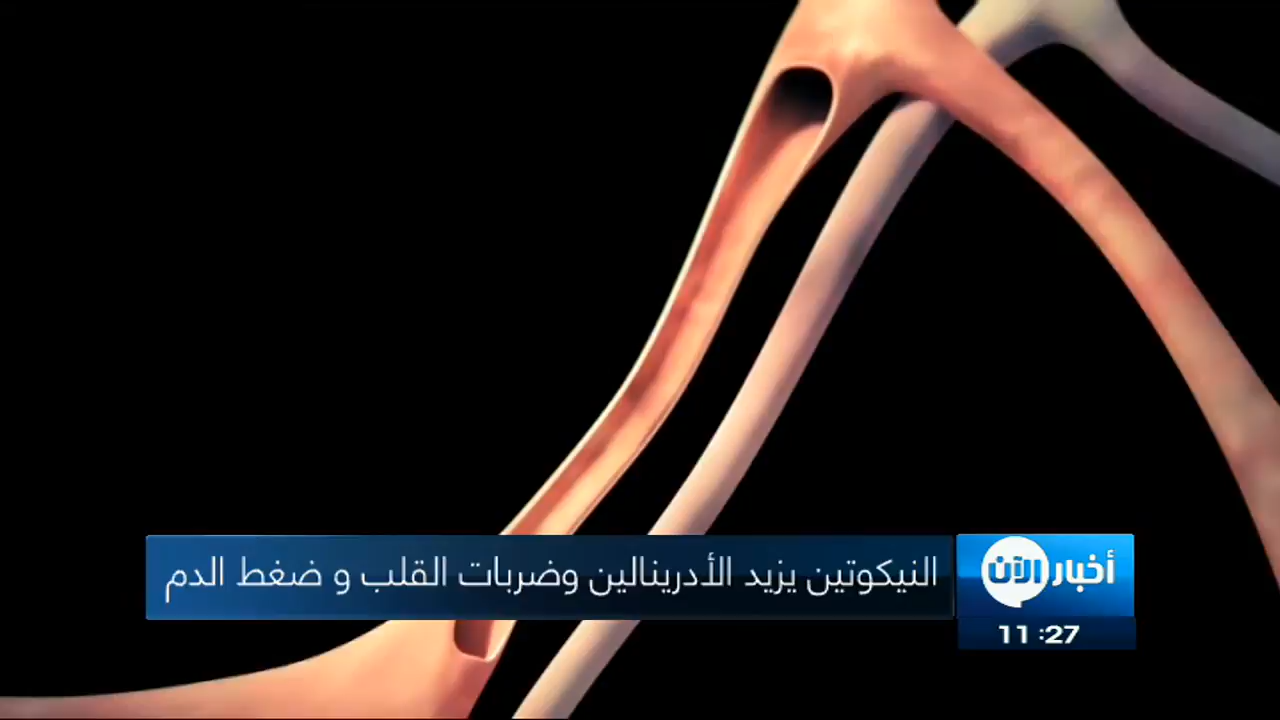 النيكوتين يزيد الأدرينالين وضربات القلب و ضغط الدم
أخبار الآن
11:27